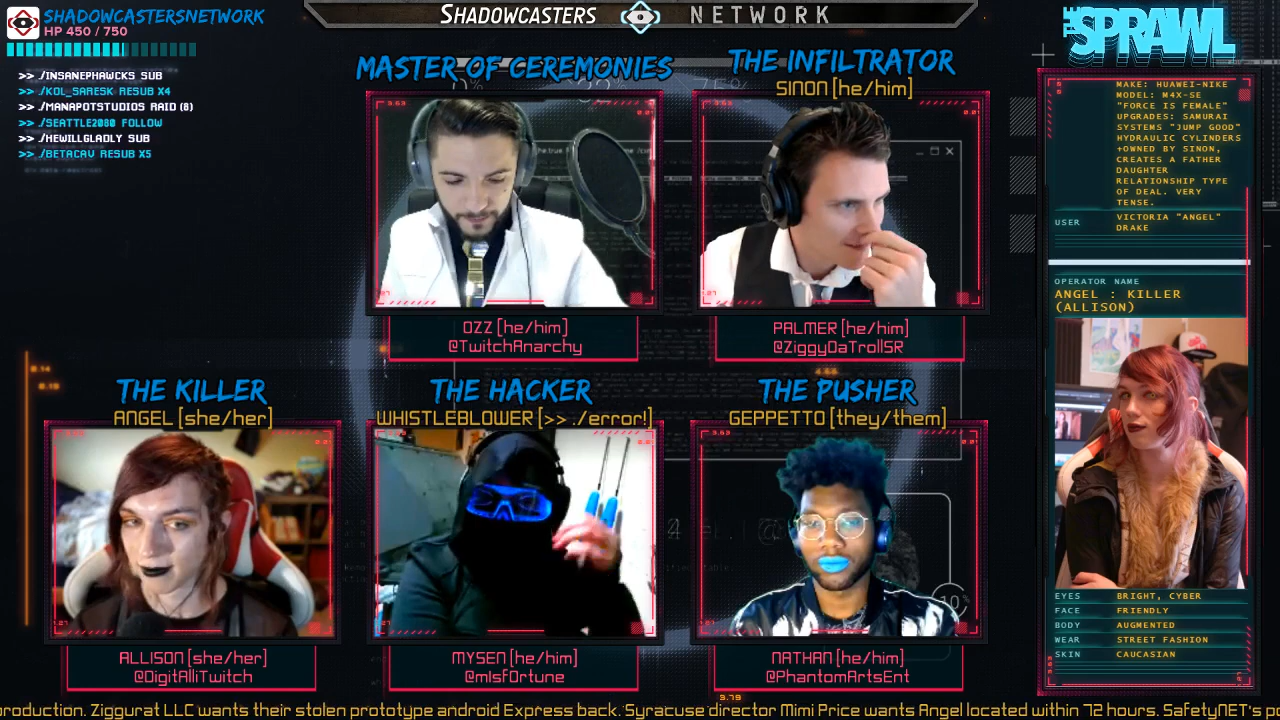 SHADOWCASTERSNETWORK
HP 450 / 750
>> ./INSANEPHAWCKS SUB
>> ./KOL_SARESK RESUB X4
>> ./MANAPOTSTUDIOS RAID (8)
>> ./SEATTLE2080 FOLLOW
>> ./HEWILLGLADLY SUB
>> ./BETACAV RESUB X5
SHADOWCASTERS NETWORK
THE SPRAWL
MASTER OF CEREMONIES
OZZ [he/him]
@TwitchAnarchy
THE INFILTRATOR
SINON [he/him]
PALMER [he/him]
@ZiggyDaTrollSR
THE KILLER
ANGEL [she/her]
ALLISON [she/her]
@DigitAlliTwitch
THE HACKER
WHISTLEBLOWER [>> ./error!]
MYSEN [he/him]
@m1sf0rtune
THE PUSHER
GEPPETTO [they/them]
NATHAN [he/him]
@PhantomArtsEnt
MAKE: HUAWEI-NIKE
MODEL: M4X-SE
"FORCE IS FEMALE"
UPGRADES: SAMURAI
SYSTEMS "JUMP GOOD"
HYDRAULIC CYLINDERS
+OWNED BY SINON,
CREATES A FATHER
DAUGHTER
RELATIONSHIP TYPE
OF DEAL. VERY
TENSE.
USER VICTORIA "ANGEL"
DRAKE
OPERATOR NAME
ANGEL : KILLER
(ALLISON)
EYES BRIGHT, CYBER
FACE FRIENDLY
BODY AUGMENTED
WEAR STREET FASHION
SKIN CAUCASIAN
production. Ziggurat LLC wants their stolen prototype android Express back. Syracuse director Mimi Price wants Angel located within 72 hours. SafetyNET's